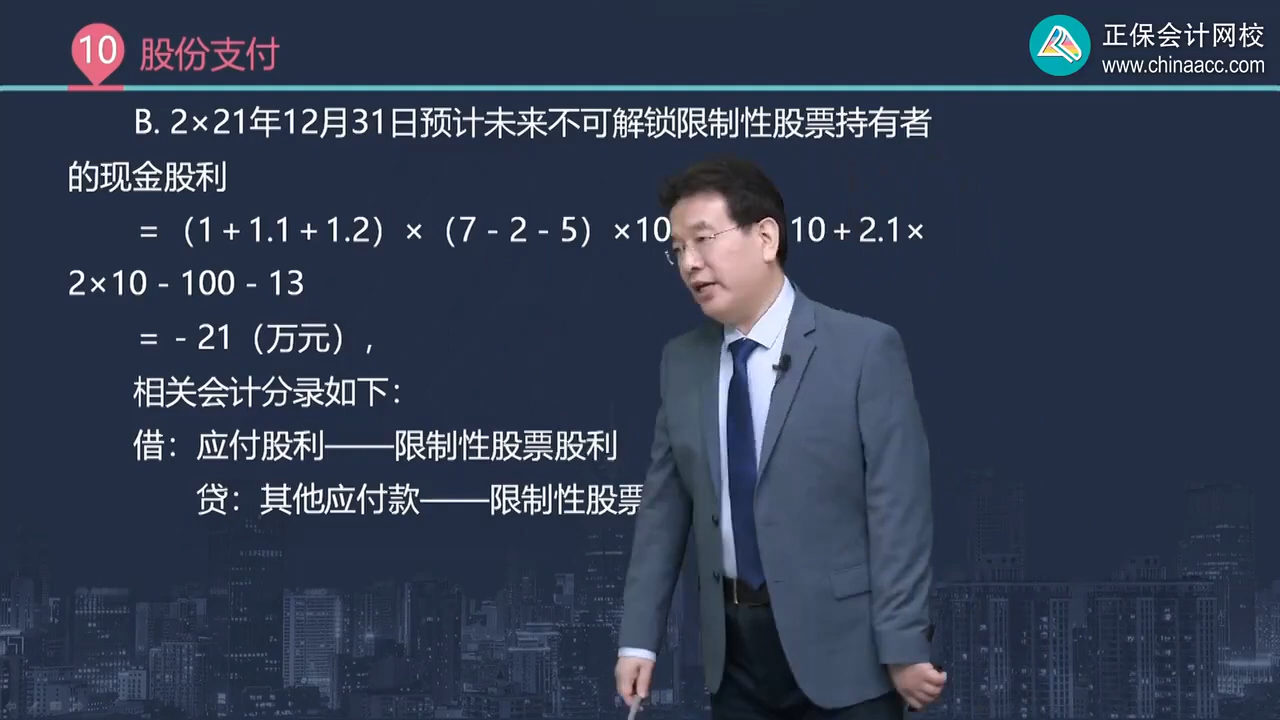 10 股份支付
正保会计网校
www.chinaacc.com
B. 2×21年12月31日预计未来不可解锁限制性股票持有者
的现金股利
=（1+1.1+1.2）×（7-2-5）×10 10+2.1×
2×10-100-13
=-21（万元），
相关会计分录如下：
借：应付股利——限制性股票股利
贷：其他应付款——限制性股票